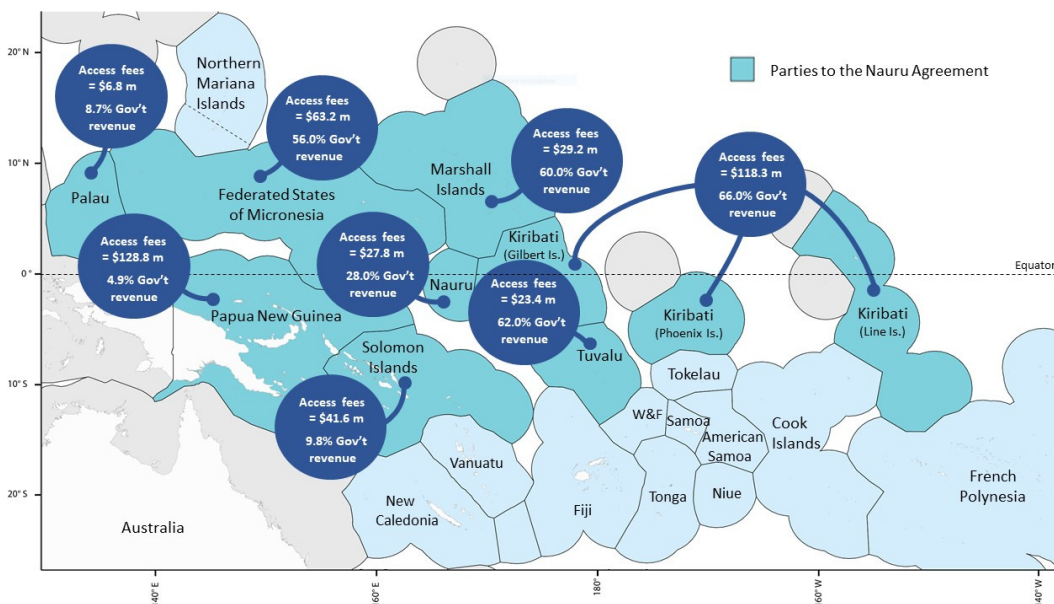 20° N
10° N
0°
10° S
20° S
Northern
Mariana
Islands
Parties to the Nauru Agreement
Access fees
= $6.8 m
8.7% Gov't
revenue
Access fees
= $63.2 m
56.0% Gov't
revenue
Access fees
= $29.2 m
60.0% Gov't
revenue
Access fees
= $118.3 m
66.0% Gov't
revenue
Palau
Federated States
of Micronesia
Marshall
Islands
Access fees
= $128.8 m
4.9% Gov't
revenue
Access fees
= $27.8 m
28.0% Gov't
revenue
Kiribati
(Gilbert Is.)
Equator
Nauru
Access fees
= $23.4 m
62.0% Gov't
revenue
Papua New Guinea
Kiribati
(Phoenix Is.)
Kiribati
(Line Is.)
Solomon
Islands
Tuvalu
Tokelau
Access fees
= $41.6 m
9.8% Gov't
revenue
W&F
Samoa
American
Samoa
Cook
Islands
Vanuatu
New
Caledonia
Fiji
Tonga
Niue
French
Polynesia
Australia
180°